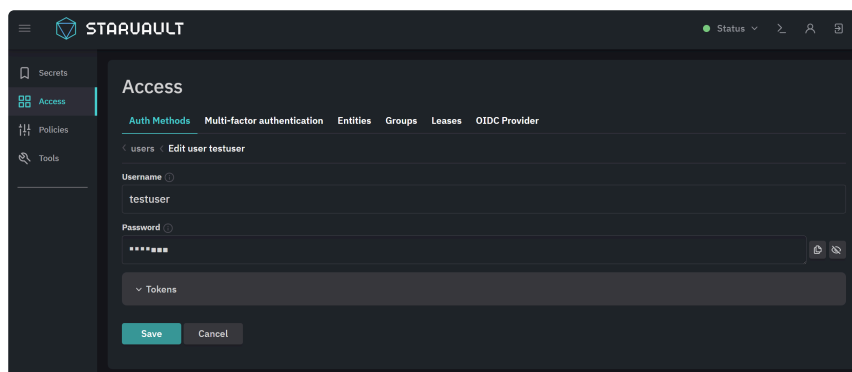 STARVAULT
Status
Secrets
Access
Policies
Tools
Access
Auth Methods Multi-factor authentication Entities Groups Leases OIDC Provider
users Edit user testuser
Username
testuser
Password
Tokens
Save Cancel